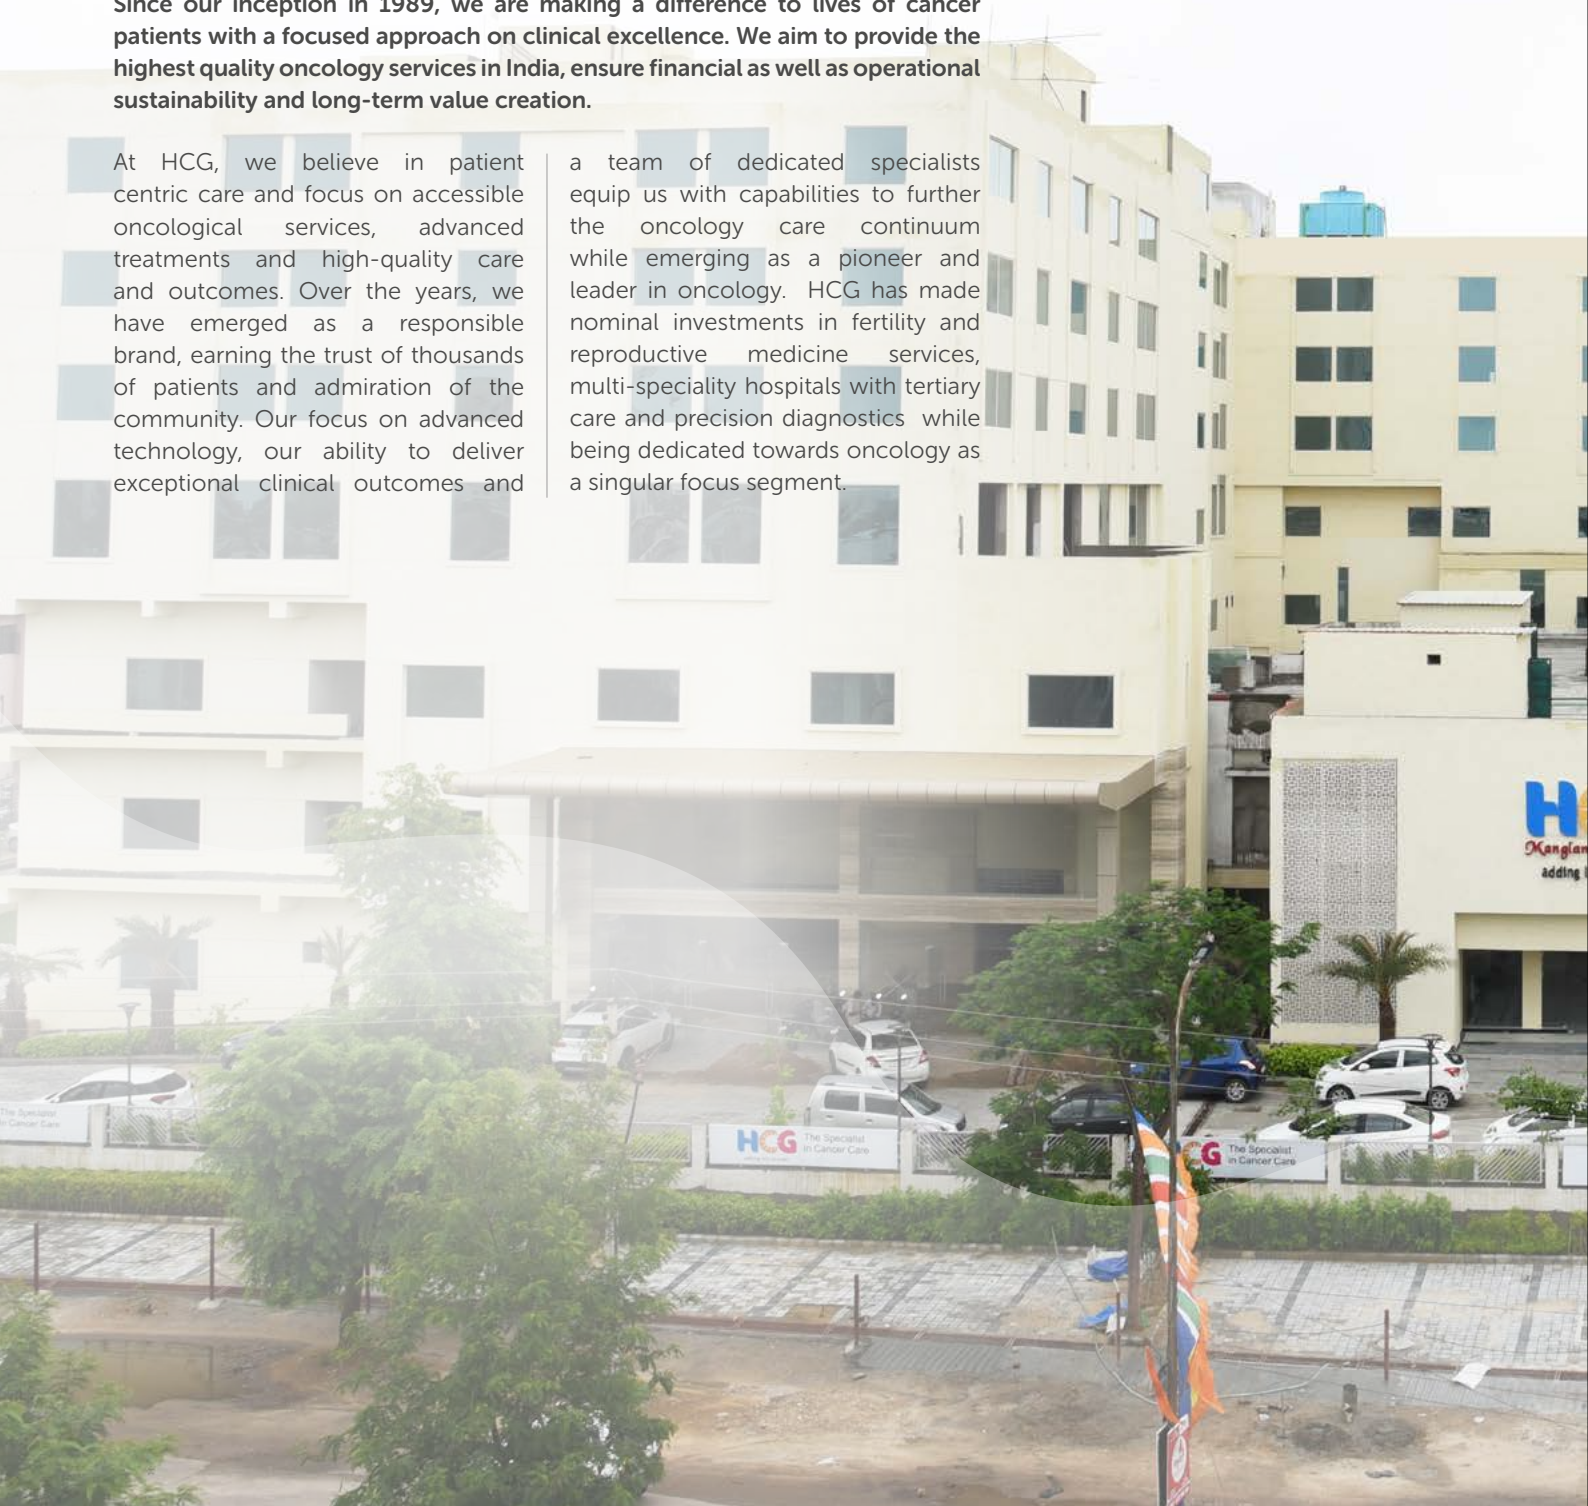 Since our inception in 1989, we are making a difference to lives of cancer
patients with a focused approach on clinical excellence. We aim to provide the
highest quality oncology services in India, ensure financial as well as operational
sustainability and long-term value creation.
At HCG, we believe in patient
centric care and focus on accessible
oncological services, advanced
treatments and high-quality care
and outcomes. Over the years, we
have emerged as a responsible
brand, earning the trust of thousands
of patients and admiration of the
community. Our focus on advanced
technology, our ability to deliver
exceptional clinical outcomes and
a team of dedicated specialists
equip us with capabilities to further
the oncology care continuum
while emerging as a pioneer and
leader in oncology. HCG has made
nominal investments in fertility and
reproductive medicine services,
multi-speciality hospitals with tertiary
care and precision diagnostics while
being dedicated towards oncology as
a singular focus segment.
adding
The Specialist
in Cancer Care
HCG The Specialist
in Cancer Care
CG The Specialist
in Cancer Care